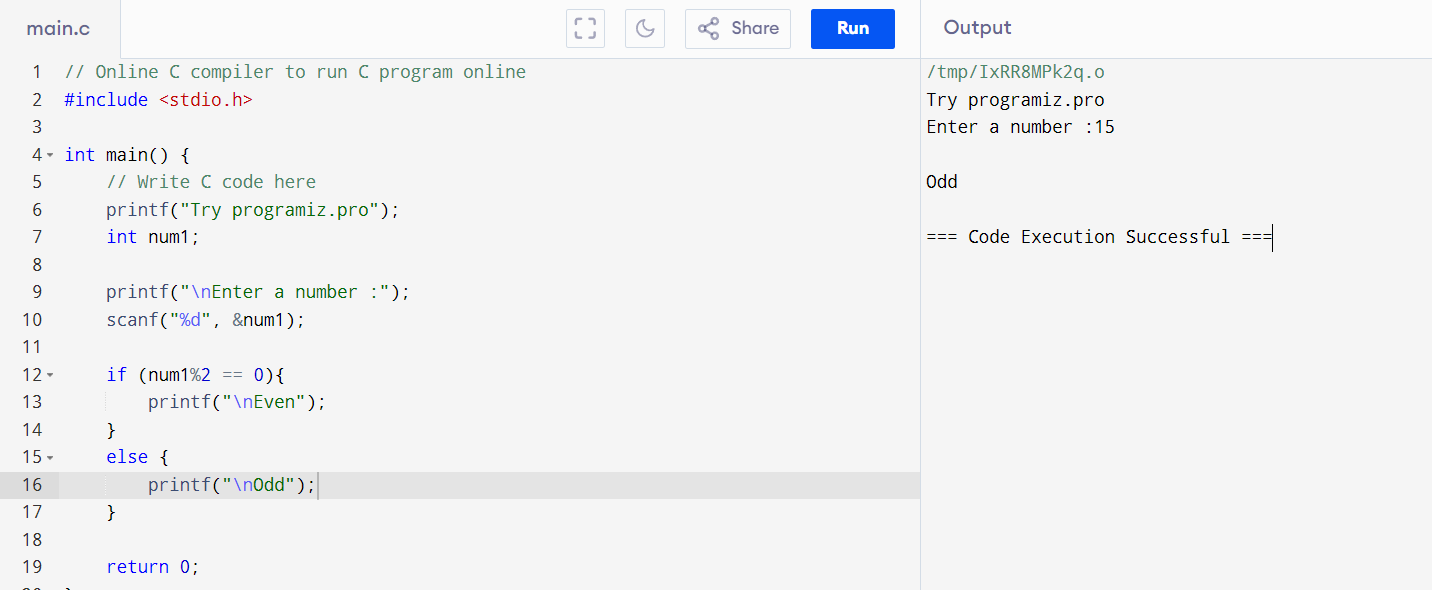 main.c
Share
Run
Output
1 // Online C compiler to run C program online
2 #include <stdio.h>
3
4 int main() {
5     // Write C code here
6     printf("Try programiz.pro");
7     int num1;
8
9     printf("\nEnter a number :");
10     scanf("%d", &num1);
11
12     if (num1%2 == 0){
13         printf("\nEven");
14     }
15     else {
16         printf("\nOdd");
17     }
18
19     return 0;
/tmp/IxRR8MPk2q.o
Try programiz.pro
Enter a number :15
Odd
=== Code Execution Successful ===